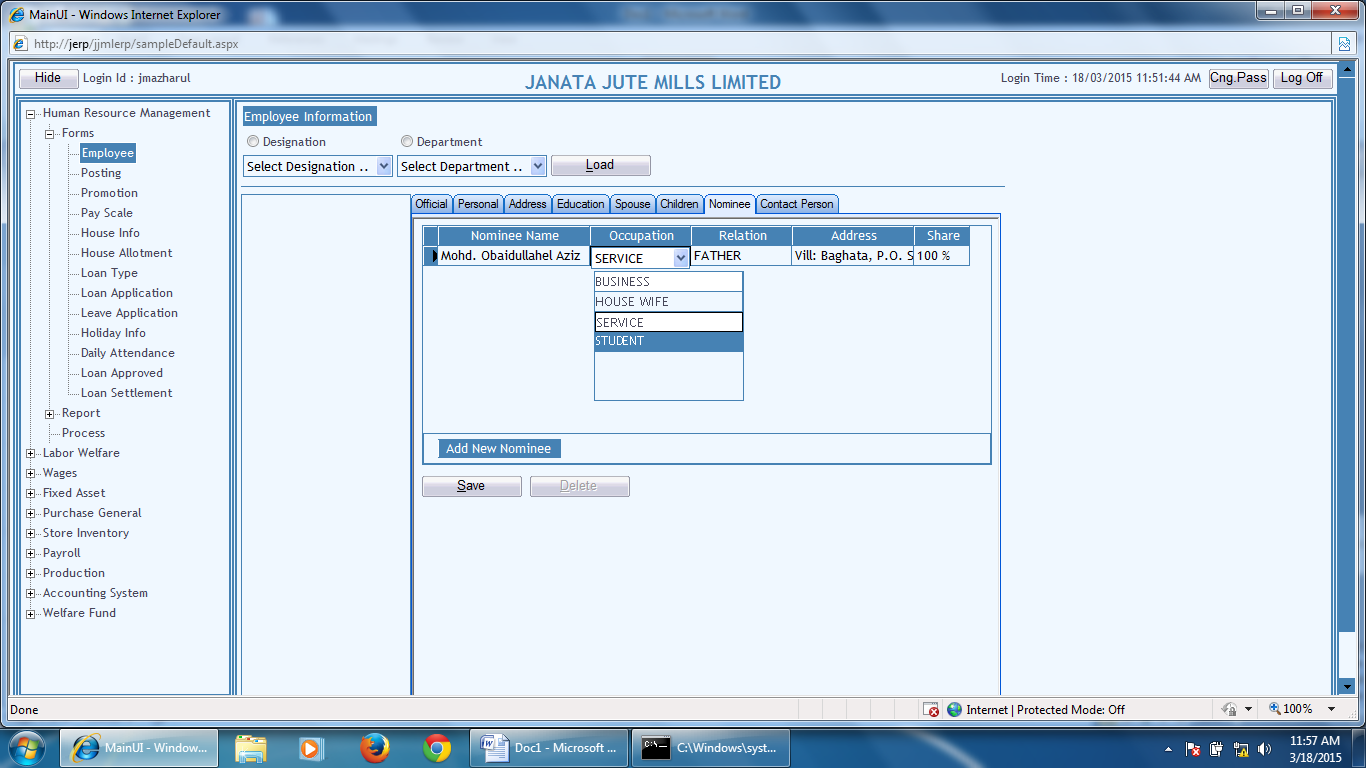 MainUI - Windows Internet Explorer
http://jerp/jjmlerp/sampleDefault.aspx
Hide Login Id : jmazharul JANATA JUTE MILLS LIMITED Login Time : 18/03/2015 11:51:44 AM Cng.Pass Log Off
Human Resource Management
Forms
Employee
Posting
Promotion
Pay Scale
House Info
House Allotment
Loan Type
Loan Application
Leave Application
Holiday Info
Daily Attendance
Loan Approved
Loan Settlement
Report
Process
Labor Welfare
Wages
Fixed Asset
Purchase General
Store Inventory
Payroll
Production
Accounting System
Welfare Fund
Employee Information
Designation Department
Select Designation .. Select Department .. Load
Official Personal Address Education Spouse Children Nominee Contact Person
Nominee Name Occupation Relation Address Share
Mohd. Obaidullahel Aziz SERVICE FATHER Vill: Baghata, P.O. S 100 %
BUSINESS
HOUSE WIFE
SERVICE
STUDENT
Add New Nominee
Save Delete
Done Internet | Protected Mode: Off 100%
MainUI - Window... Doc1 - Microsoft ... C:\Windows\syst... 11:57 AM
3/18/2015